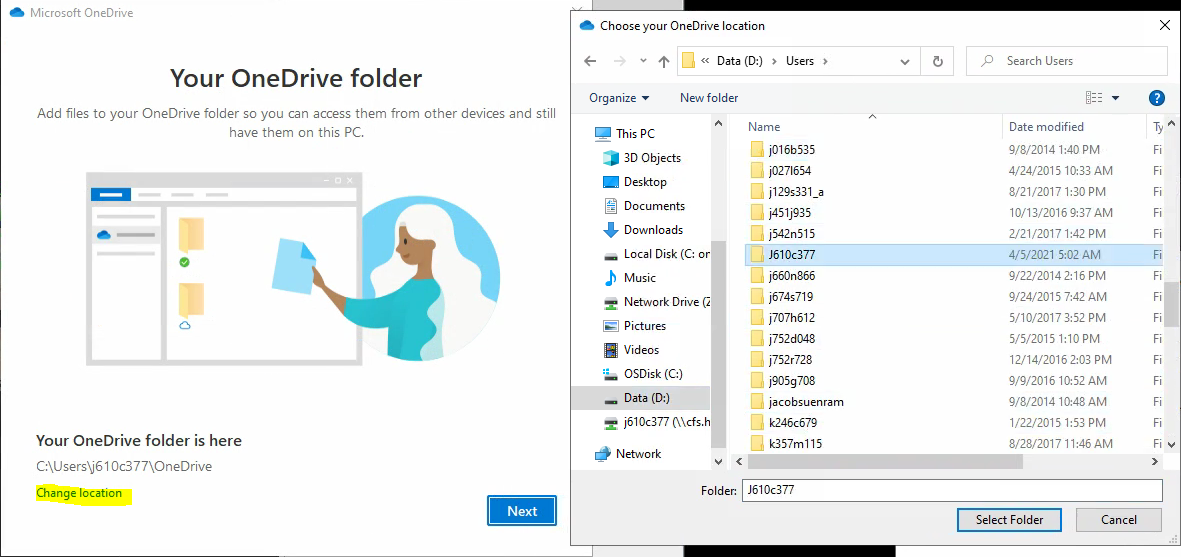 Microsoft OneDrive
Your OneDrive folder
Add files to your OneDrive folder so you can access them from other devices and still
have them on this PC.
Your OneDrive folder is here
C:\Users\j610c377\OneDrive
Change location
Next
Choose your OneDrive location
« Data (D:) > Users >
Search Users
Organize
New folder
?
This PC
3D Objects
Desktop
Documents
Downloads
Local Disk (C: on
Music
Network Drive (Z
Pictures
Videos
OSDisk (C:)
Data (D:)
j610c377 (\\cfs.h
Network
Name Date modified Ty
j016b535 9/8/2014 1:40 PM Fi
j027l654 4/24/2015 10:33 AM Fi
j129s331_a 8/21/2017 1:30 PM Fi
j451j935 10/13/2016 9:37 AM Fi
j542n515 2/21/2017 1:42 PM Fi
J610c377 4/5/2021 5:02 AM Fi
j660n866 9/22/2014 2:16 PM Fi
j674s719 9/24/2015 7:42 AM Fi
j707h612 5/10/2017 3:52 PM Fi
j752d048 5/5/2015 1:10 PM Fi
j752r728 12/14/2016 2:03 PM Fi
j905g708 9/9/2016 10:52 AM Fi
jacobsuenram 9/8/2014 10:48 AM Fi
k246c679 1/22/2015 1:53 PM Fi
k357m115 8/28/2017 11:46 AM Fi
Folder: J610c377
Select Folder
Cancel